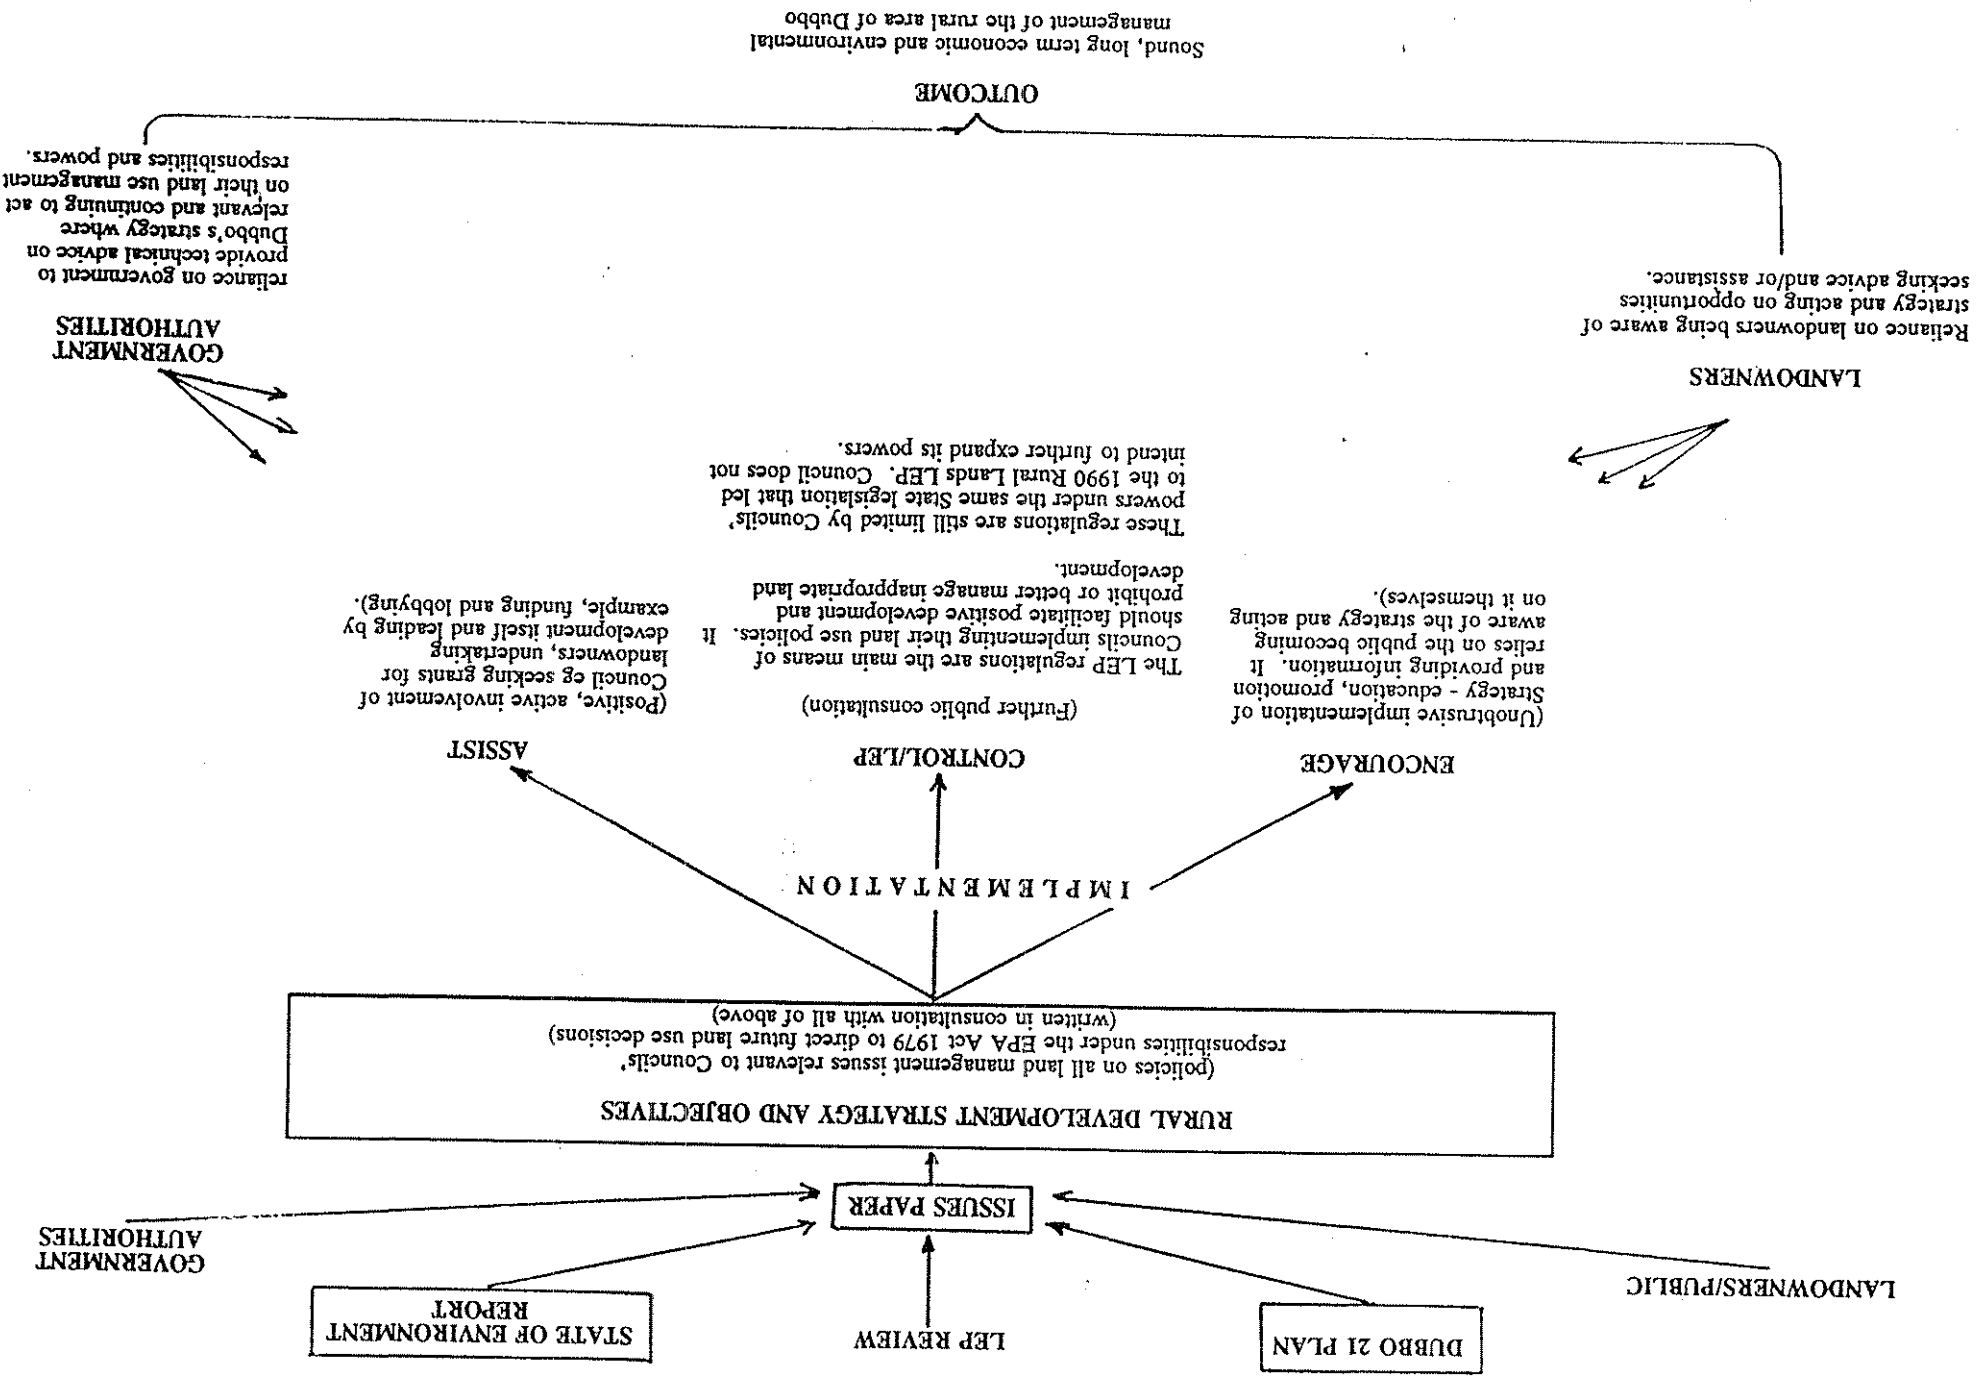 LANDOWNERS/PUBLIC
DUBBO 21 PLAN
LEP REVIEW
STATE OF ENVIRONMENT
REPORT
GOVERNMENT
AUTHORITIES
ISSUES PAPER
RURAL DEVELOPMENT STRATEGY AND OBJECTIVES
(policies on all land management issues relevant to Councils'
responsibilities under the EPA Act 1979 to direct future land use decisions)
(written in consultation with all of above)
IMPLEMENTATION
ENCOURAGE
(Unobtrusive implementation of
Strategy - education, promotion
and providing information. It
relies on the public becoming
aware of the strategy and acting
on it themselves).
CONTROL/LEP
(Further public consultation)
The LEP regulations are the main means of
Councils implementing their land use policies. It
should facilitate positive development and
prohibit or better manage inappropriate land
development.
These regulations are still limited by Councils'
powers under the same State legislation that led
to the 1990 Rural Lands LEP. Council does not
intend to further expand its powers.
ASSIST
(Positive, active involvement of
Council eg seeking grants for
landowners, undertaking
development itself and leading by
example, funding and lobbying).
LANDOWNERS
Reliance on landowners being aware of
strategy and acting on opportunities
seeking advice and/or assistance.
GOVERNMENT
AUTHORITIES
reliance on government to
provide technical advice on
Dubbo's strategy where
relevant and continuing to act
on their land use management
responsibilities and powers.
OUTCOME
Sound, long term economic and environmental
management of the rural area of Dubbo